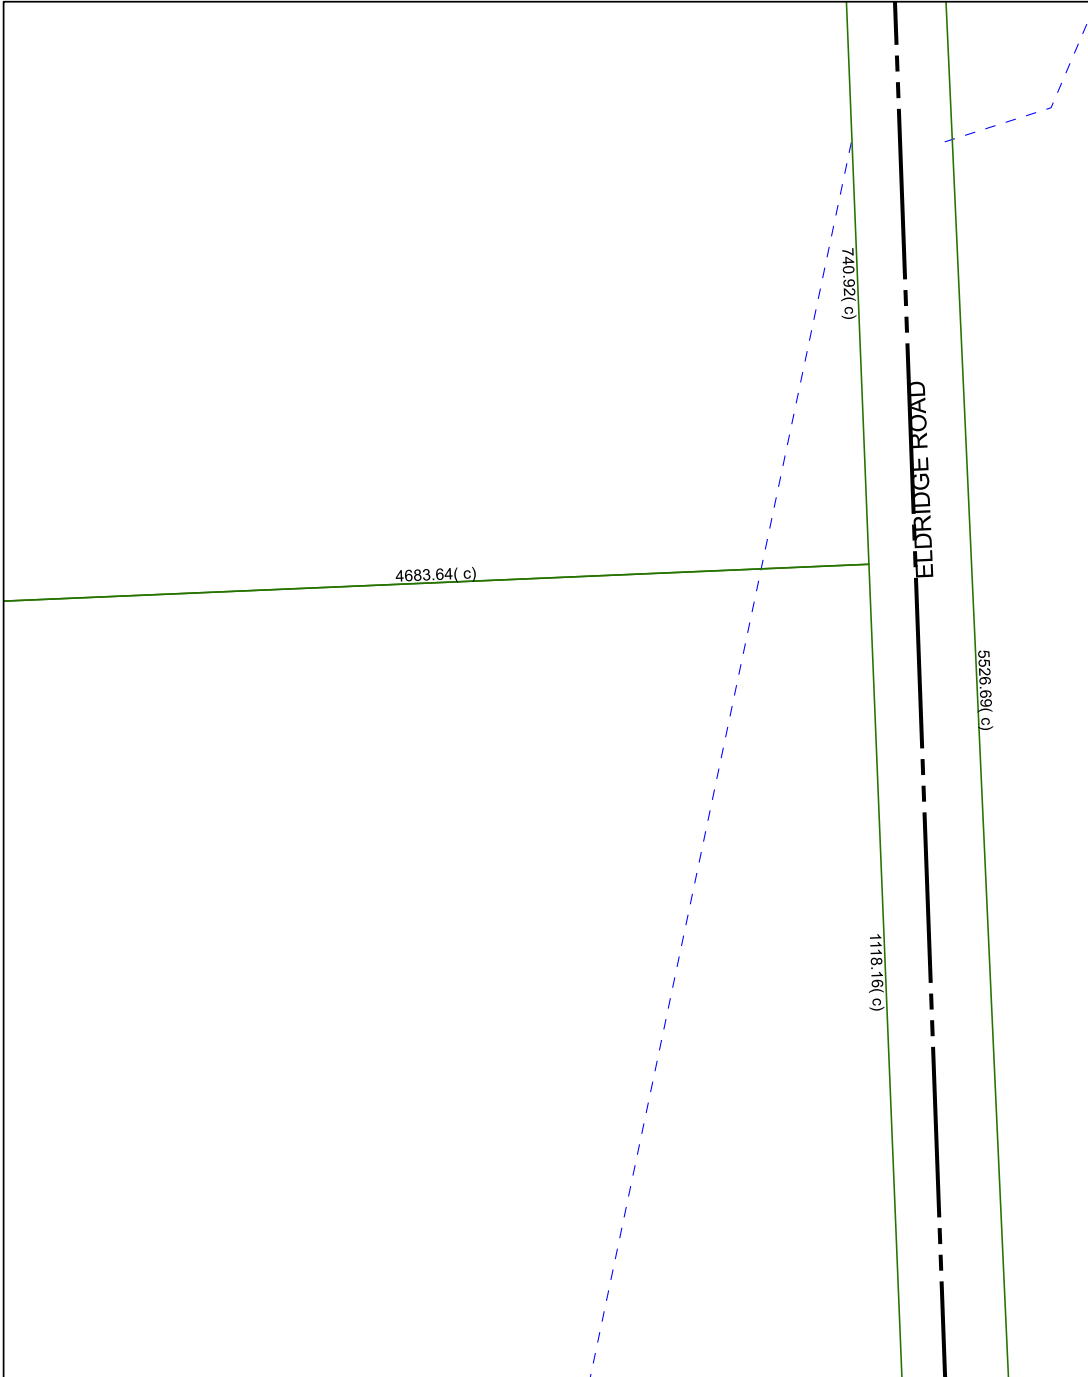 740.92( c)
ELDRIDGE ROAD
4683.64( c)
5526.69( c)
1118.16( c)